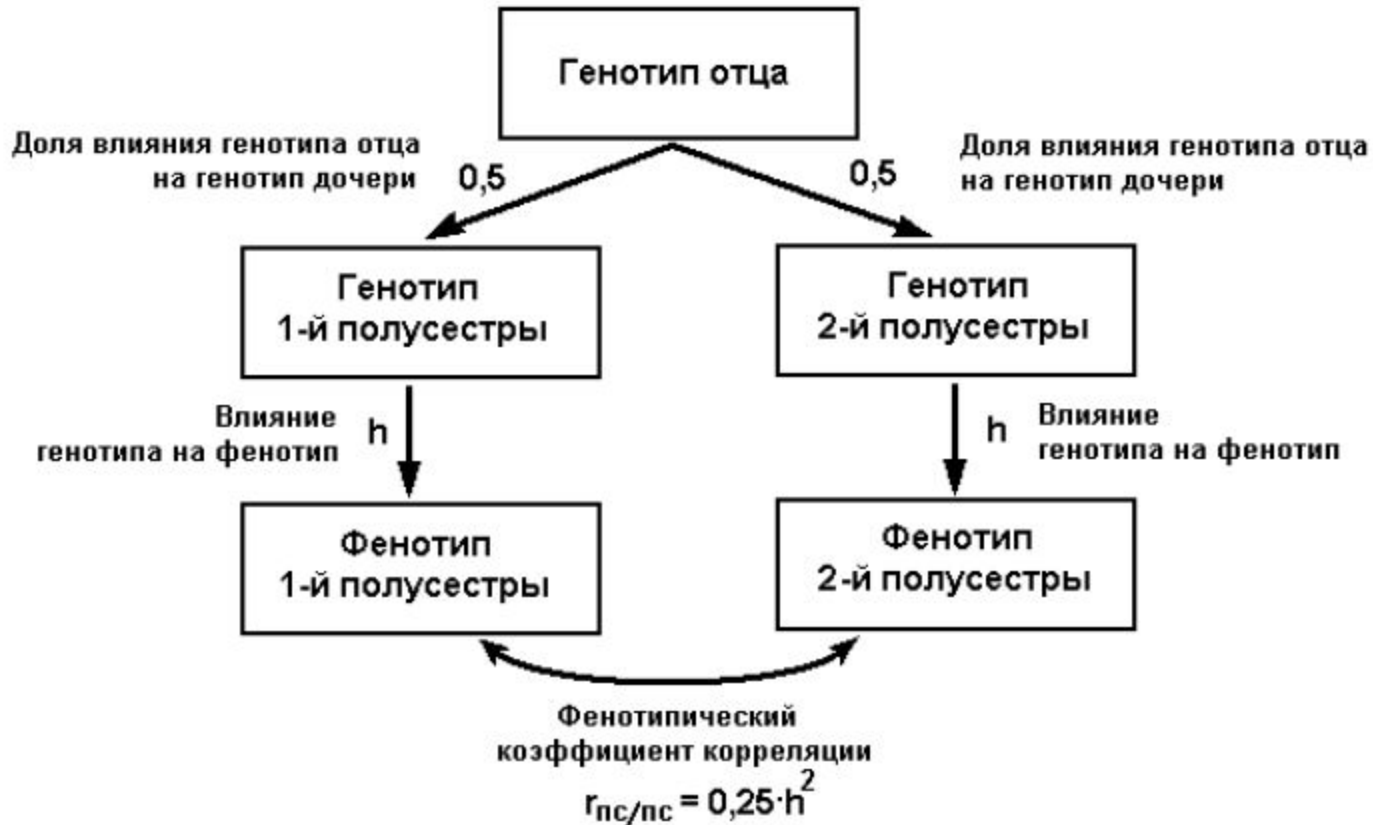 Генотип отца
Доля влияния генотипа отца
на генотип дочери
0,5
0,5
Доля влияния генотипа отца
на генотип дочери
Генотип
1-й полусестры
Генотип
2-й полусестры
Влияние
генотипа на фенотип
h
h
Влияние
генотипа на фенотип
Фенотип
1-й полусестры
Фенотип
2-й полусестры
Фенотипический
коэффициент корреляции
rпс/пс = 0,25·h²